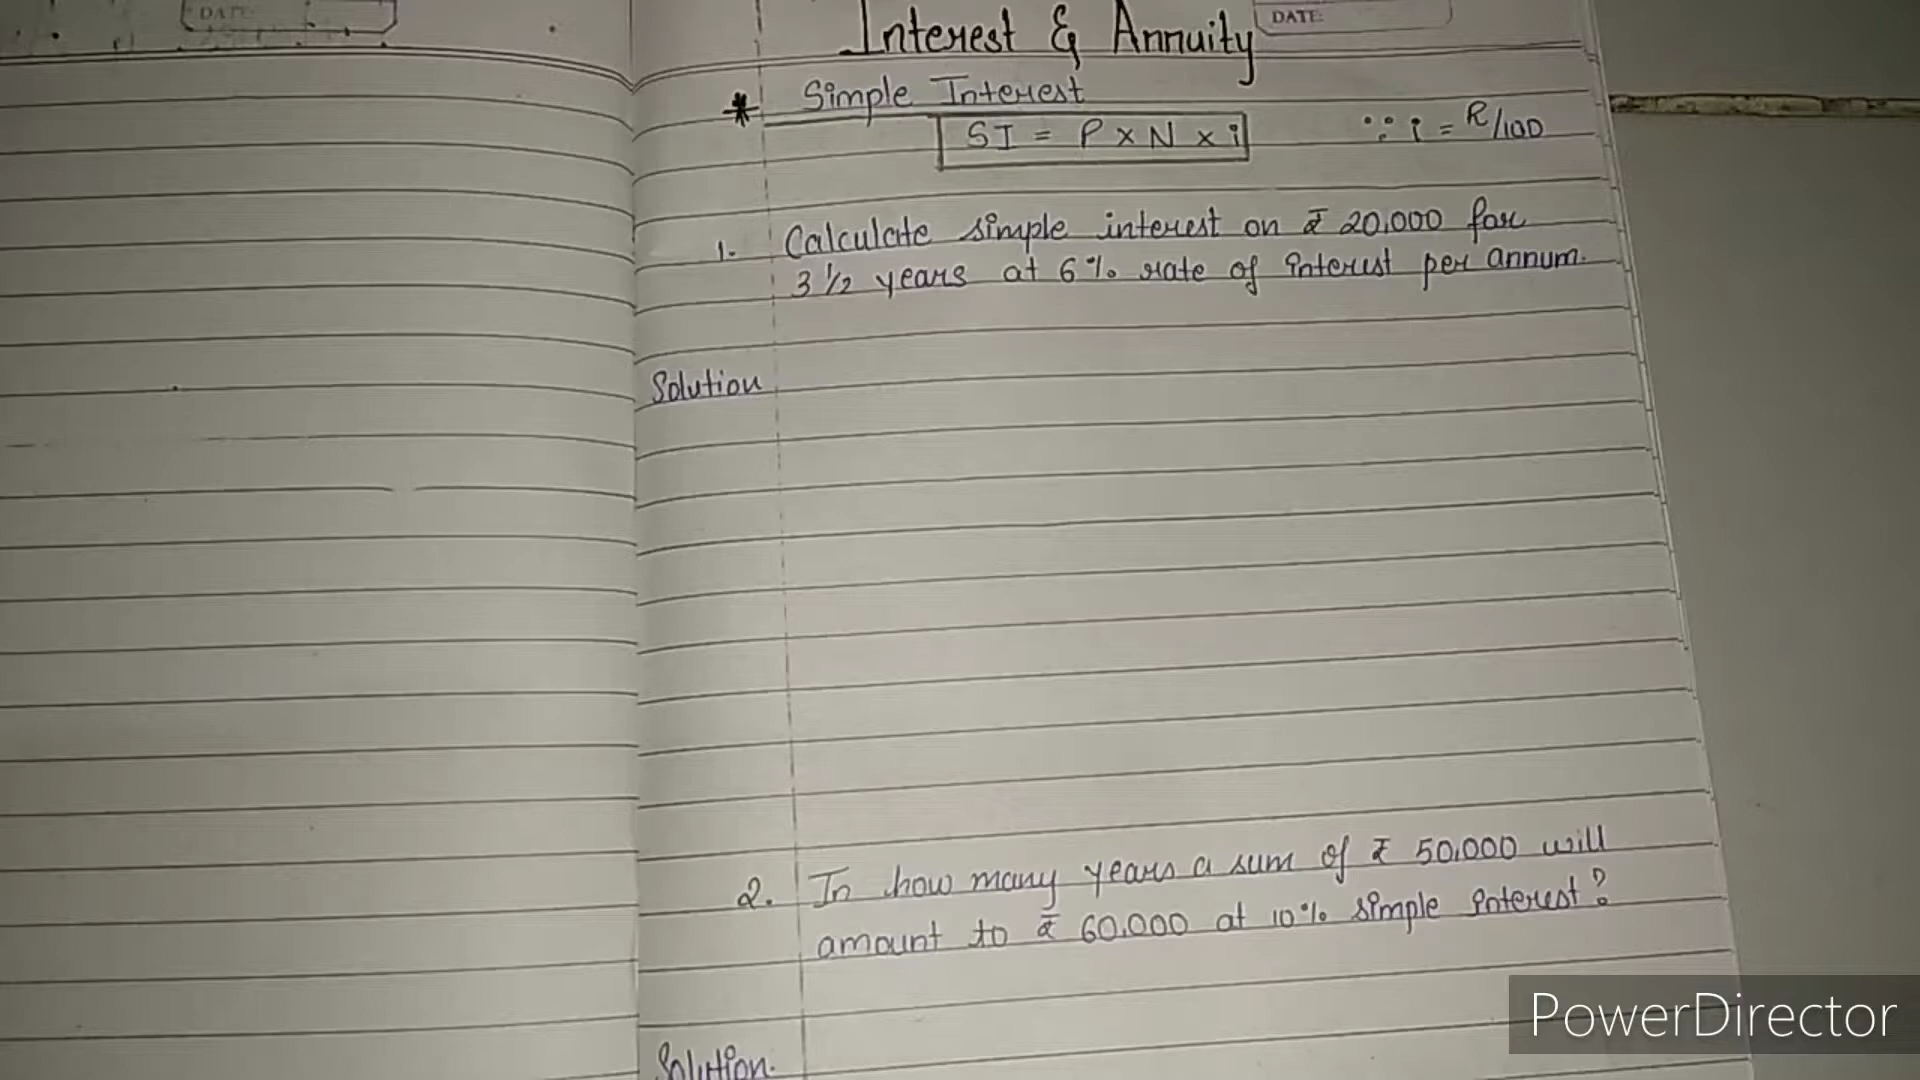 DATE
DATE:
Interest & Annuity
* Simple Interest
SI = P x N x i ∵ i = R/100
1. Calculate simple interest on ₹ 20,000 for
3 1/2 years at 6% rate of interest per annum.
Solution
2. In how many years a sum of ₹ 50,000 will
amount to ₹ 60,000 at 10% simple interest?
Solution.
PowerDirector